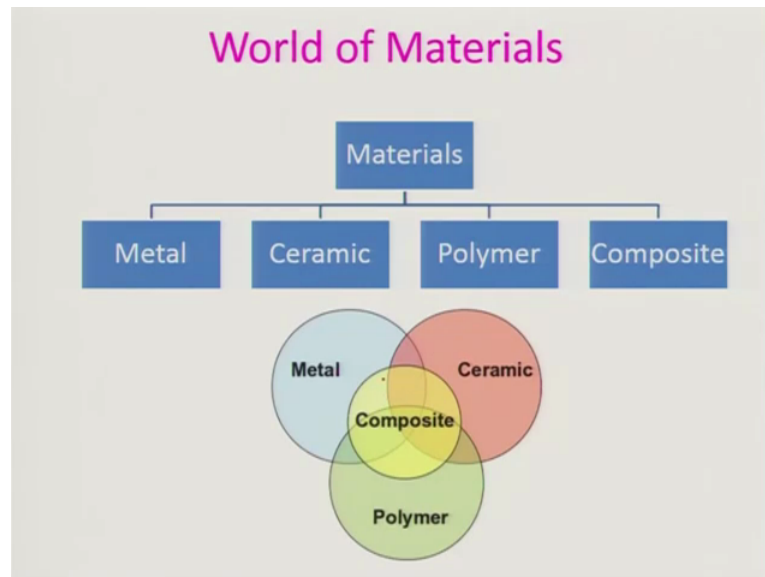 World of Materials
Materials
Metal
Ceramic
Polymer
Composite
Metal
Ceramic
Composite
Polymer